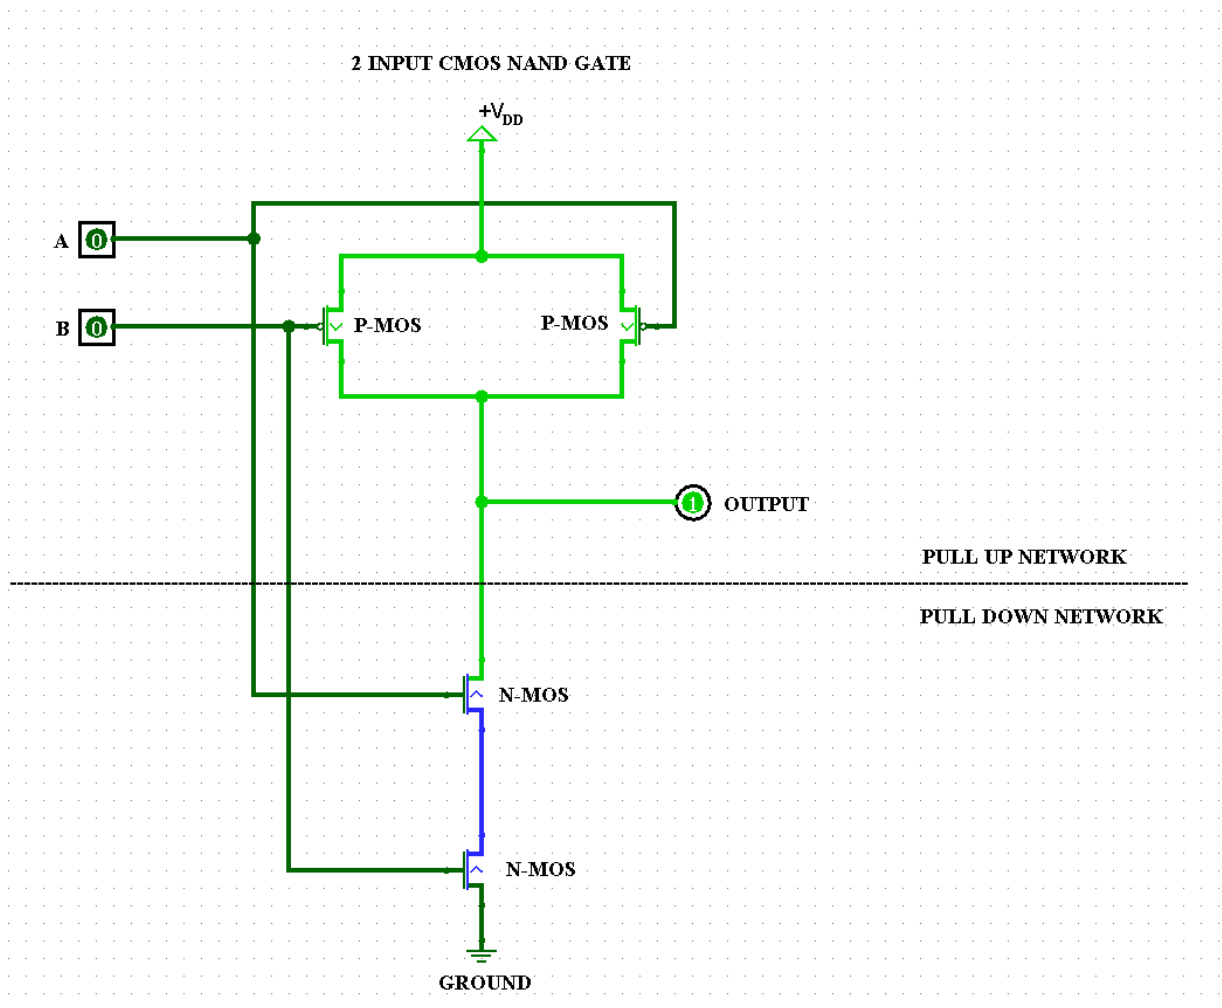 2 INPUT CMOS NAND GATE
+VDD
A 0
B 0
P-MOS P-MOS
1 OUTPUT
PULL UP NETWORK
PULL DOWN NETWORK
N-MOS
N-MOS
GROUND